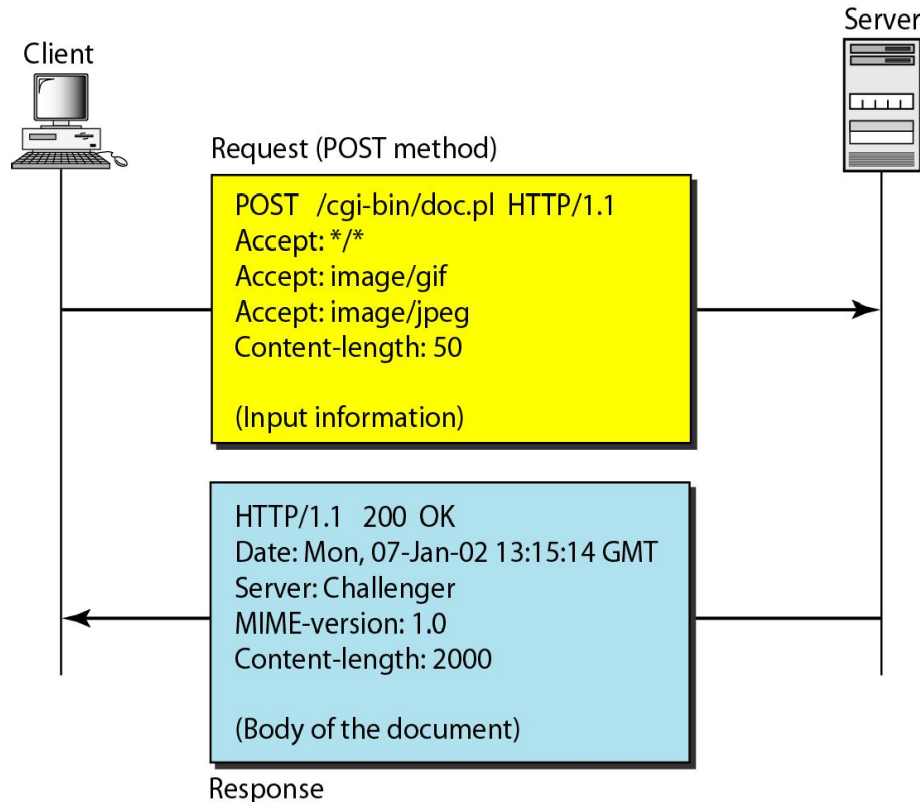 Client
Server
Request (POST method)
POST /cgi-bin/doc.pl HTTP/1.1
Accept: */*
Accept: image/gif
Accept: image/jpeg
Content-length: 50
(Input information)
HTTP/1.1 200 OK
Date: Mon, 07-Jan-02 13:15:14 GMT
Server: Challenger
MIME-version: 1.0
Content-length: 2000
(Body of the document)
Response